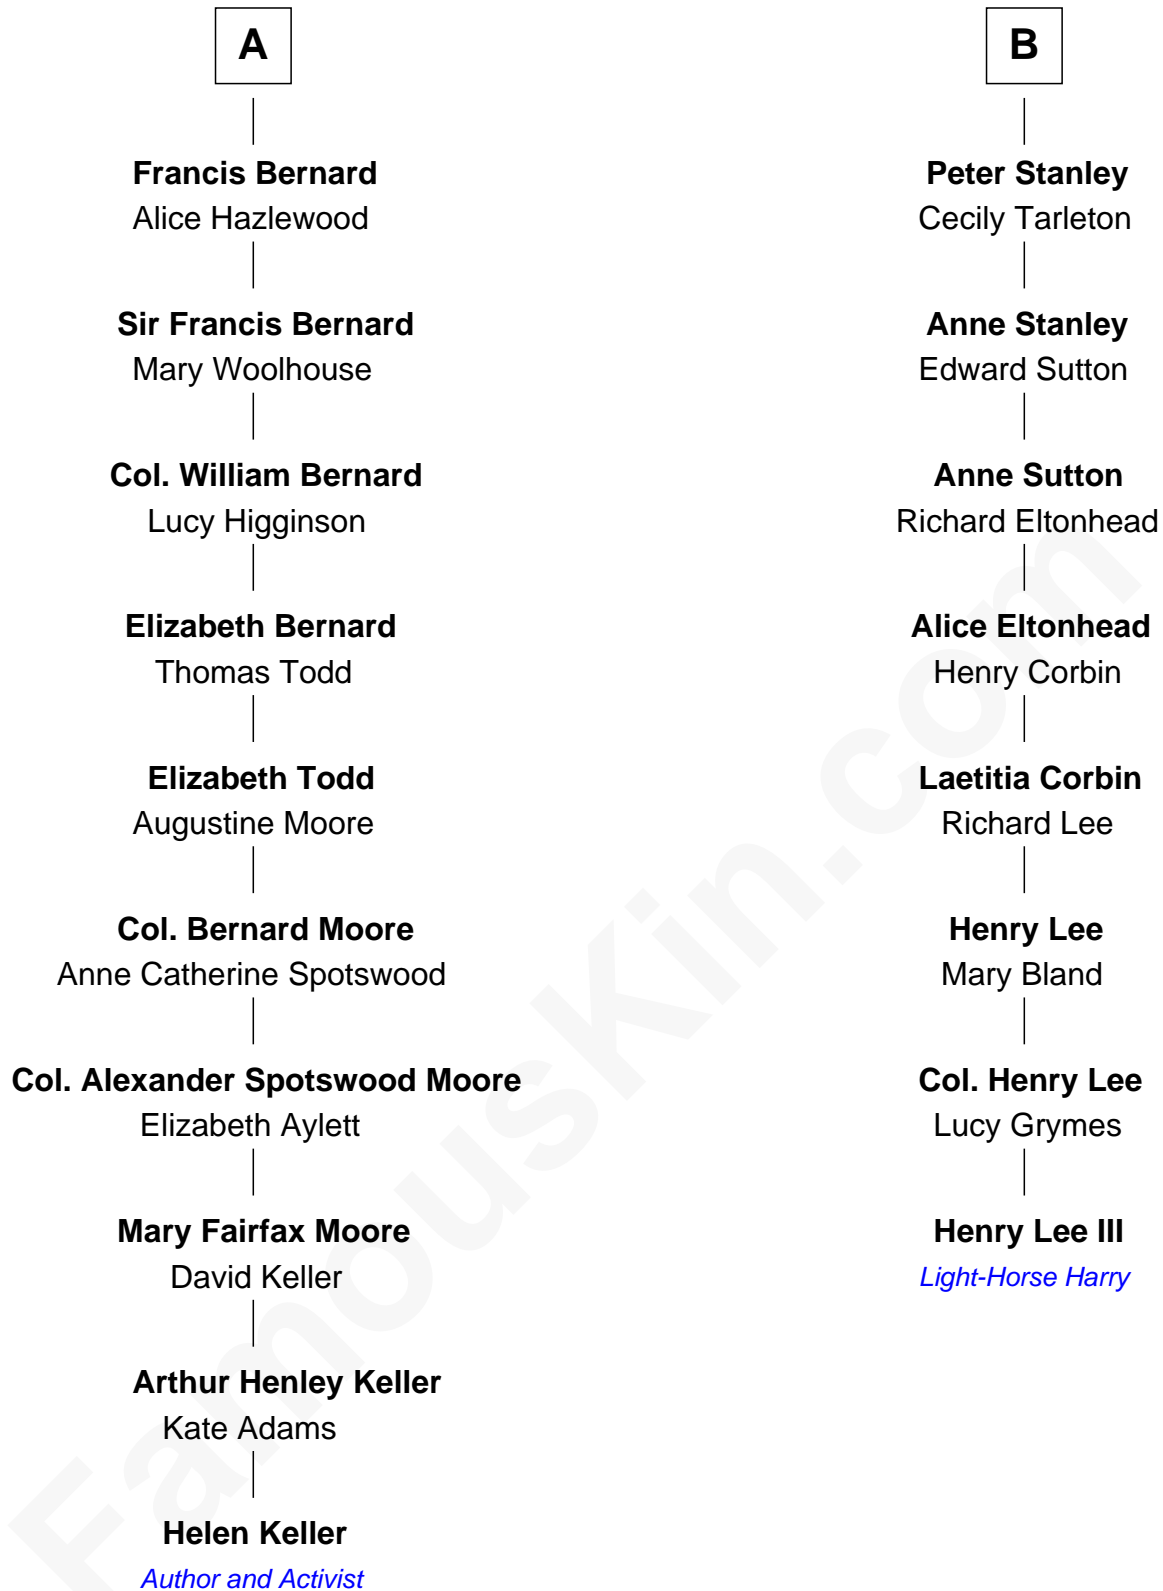 A
Francis Bernard
Alice Hazlewood
Sir Francis Bernard
Mary Woolhouse
Col. William Bernard
Lucy Higginson
Elizabeth Bernard
Thomas Todd
Elizabeth Todd
Augustine Moore
Col. Bernard Moore
Anne Catherine Spotswood
Col. Alexander Spotswood Moore
Elizabeth Aylett
Mary Fairfax Moore
David Keller
Arthur Henley Keller
Kate Adams
Helen Keller
Author and Activist
B
Peter Stanley
Cecily Tarleton
Anne Stanley
Edward Sutton
Anne Sutton
Richard Eltonhead
Alice Eltonhead
Henry Corbin
Laetitia Corbin
Richard Lee
Henry Lee
Mary Bland
Col. Henry Lee
Lucy Grymes
Henry Lee III
Light-Horse Harry
FamousKin.com